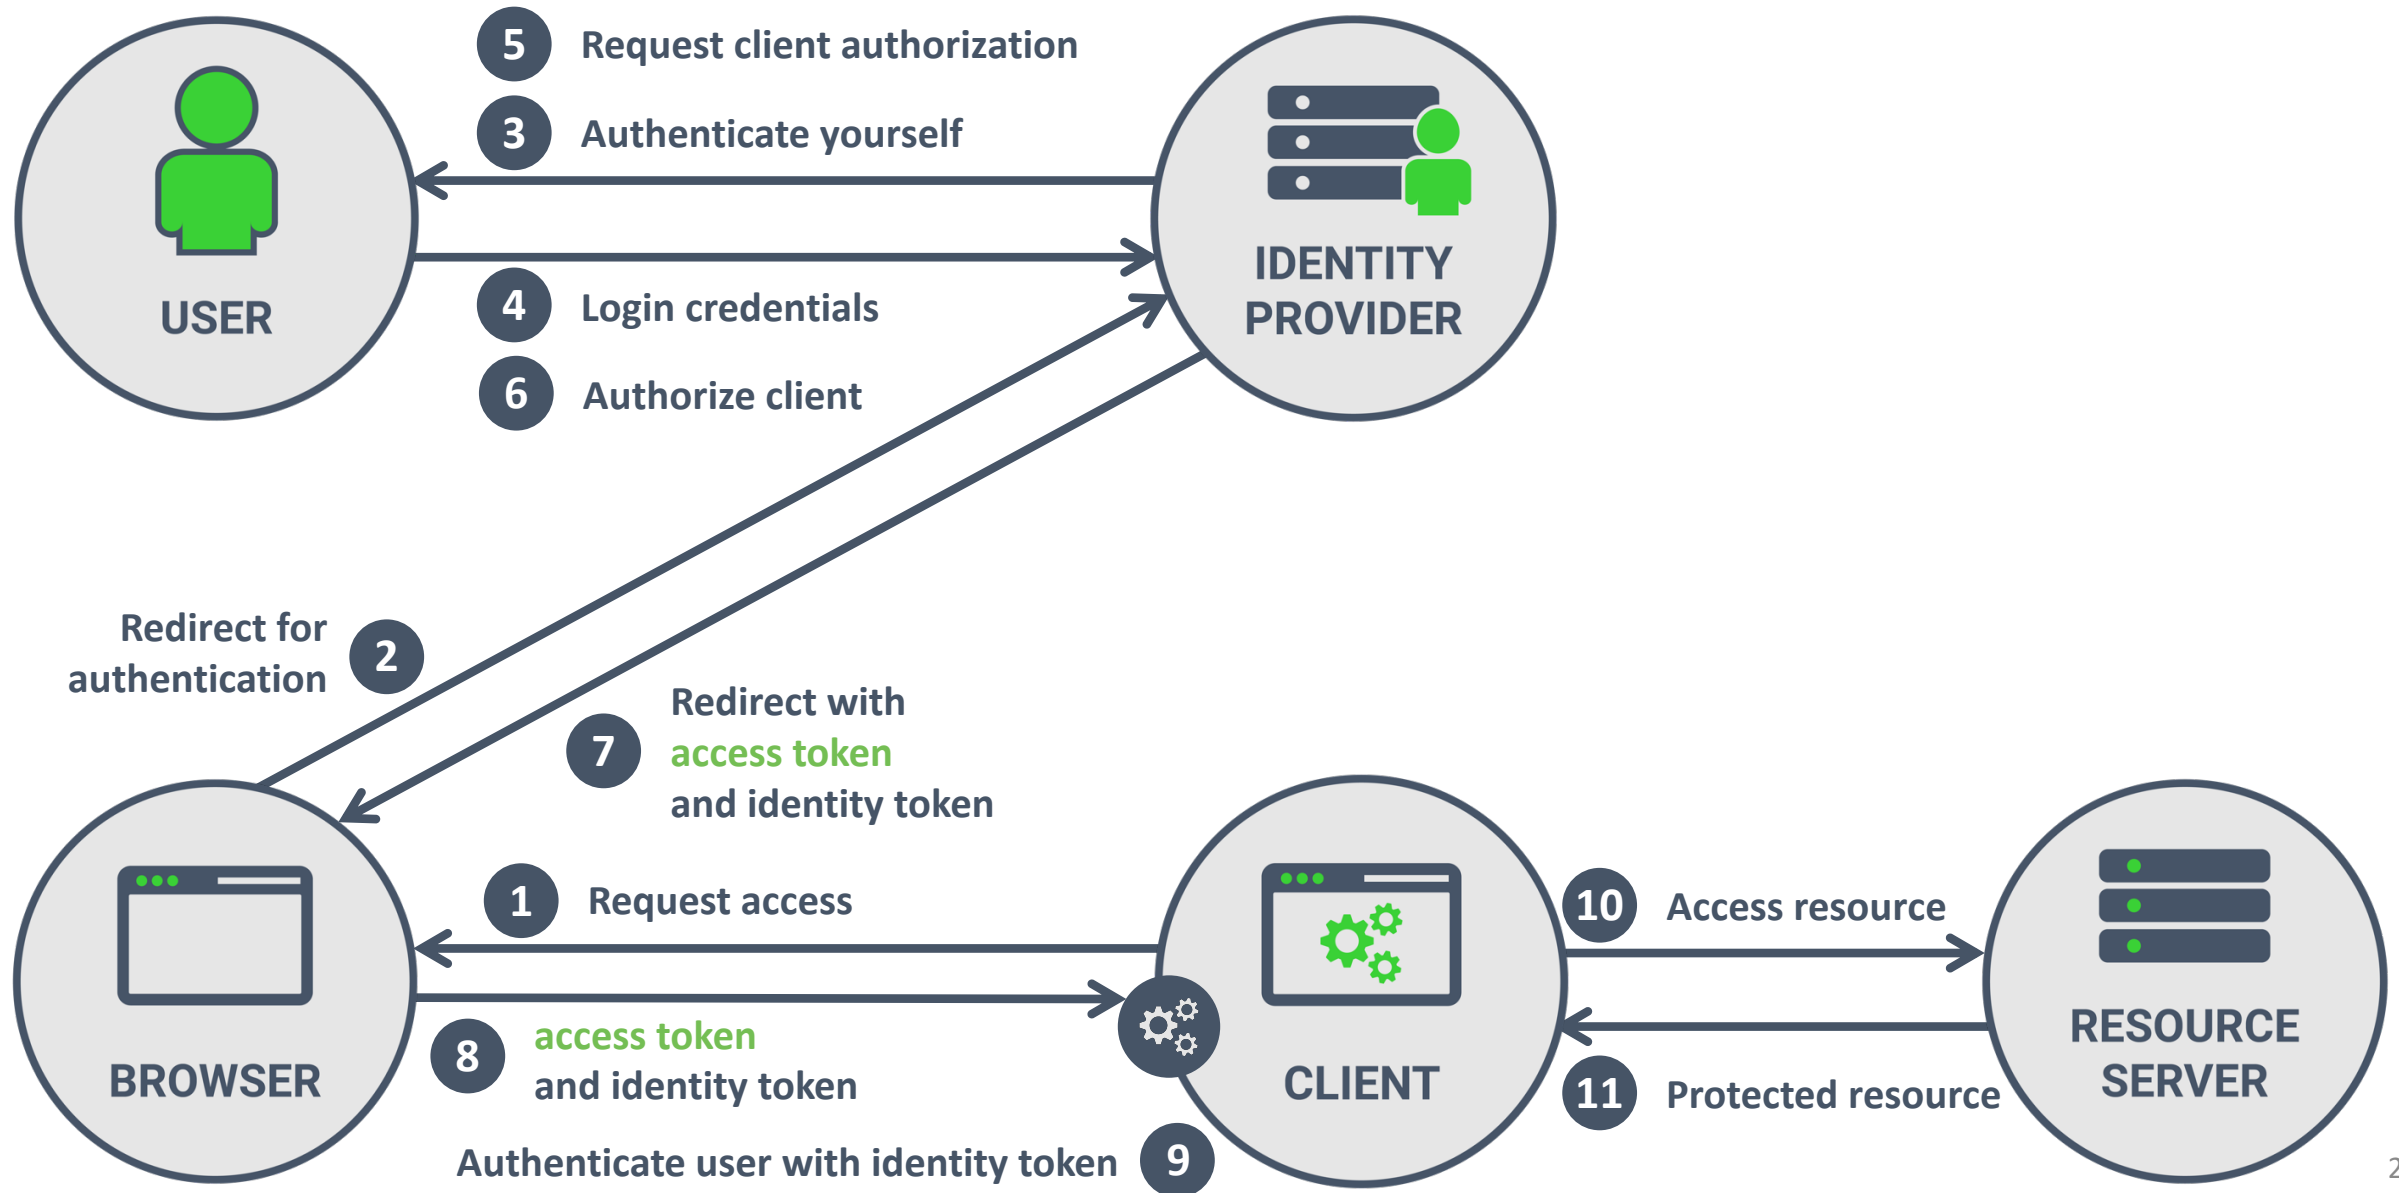 5 Request client authorization
3 Authenticate yourself
USER
IDENTITY
PROVIDER
4 Login credentials
6 Authorize client
Redirect for
authentication
2
7
Redirect with
access token
and identity token
1 Request access
10 Access resource
8
access token
and identity token
BROWSER
CLIENT
RESOURCE
SERVER
11 Protected resource
Authenticate user with identity token 9